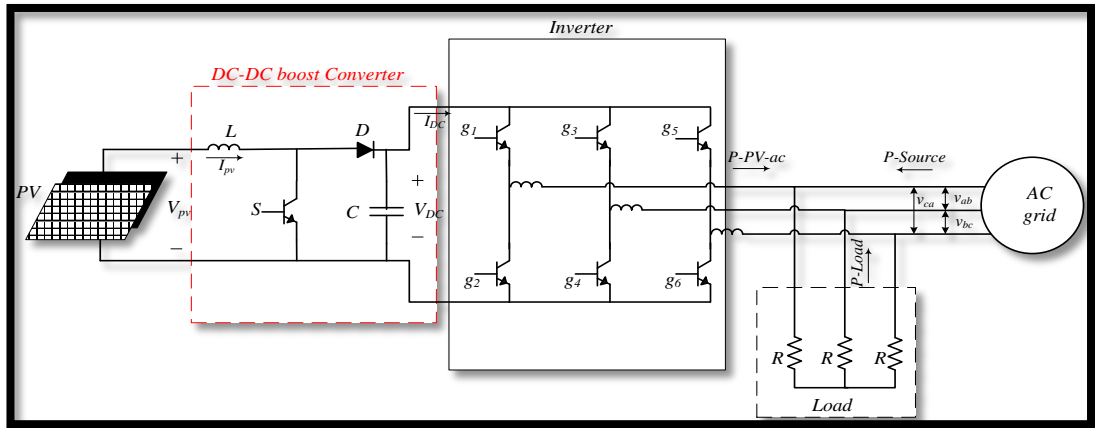 Inverter
DC-DC boost Converter
L
D
I_DC
g1
g3
g5
P-PV-ac
P-Source
I_pv
PV
+
V_pv
−
S
C
+
V_DC
−
v_ca
v_ab
v_bc
AC
grid
g2
g4
g6
P-Load
R
R
R
Load